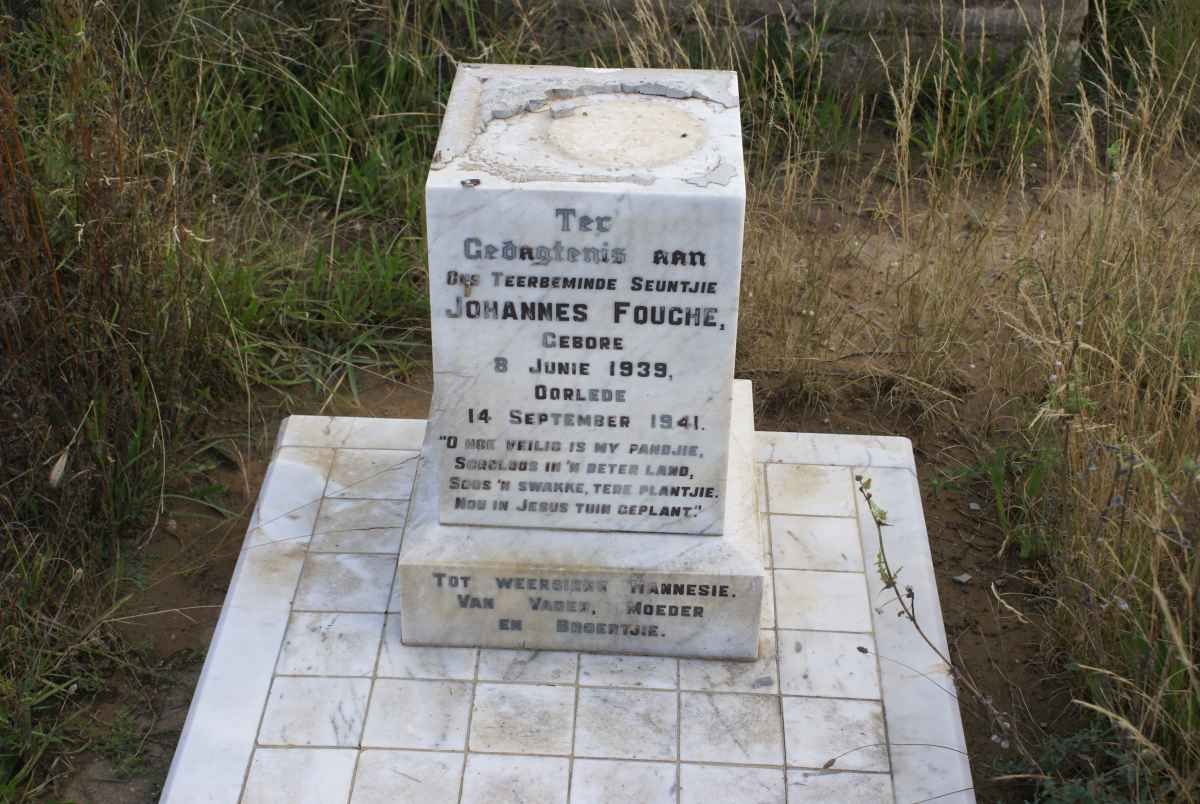 Ter
Gedagtenis aan
Ons Teerbeminde Seuntjie
Johannes Fouche,
Gebore
8 Junie 1939,
Oorlede
14 September 1941.
"O hoe veilig is my pandjie,
Sorgloos in 'n beter land,
Soos 'n swakke, tere plantjie.
Nou in Jesus tuin geplant."
Tot weersiens Hannesie.
Van Vader, Moeder
en Broertjie.